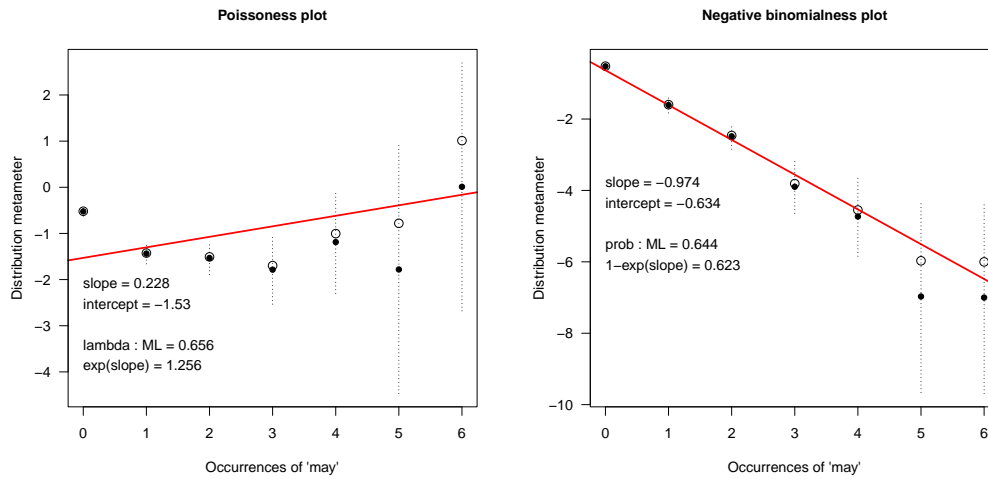 Poissoness plot
Distribution metameter
2
1
0
−1
−2
−3
−4
slope = 0.228
intercept = −1.53
lambda : ML = 0.656
exp(slope) = 1.256
0 1 2 3 4 5 6
Occurrences of 'may'
Negative binomialness plot
Distribution metameter
−2
−4
−6
−8
−10
slope = −0.974
intercept = −0.634
prob : ML = 0.644
1−exp(slope) = 0.623
0 1 2 3 4 5 6
Occurrences of 'may'